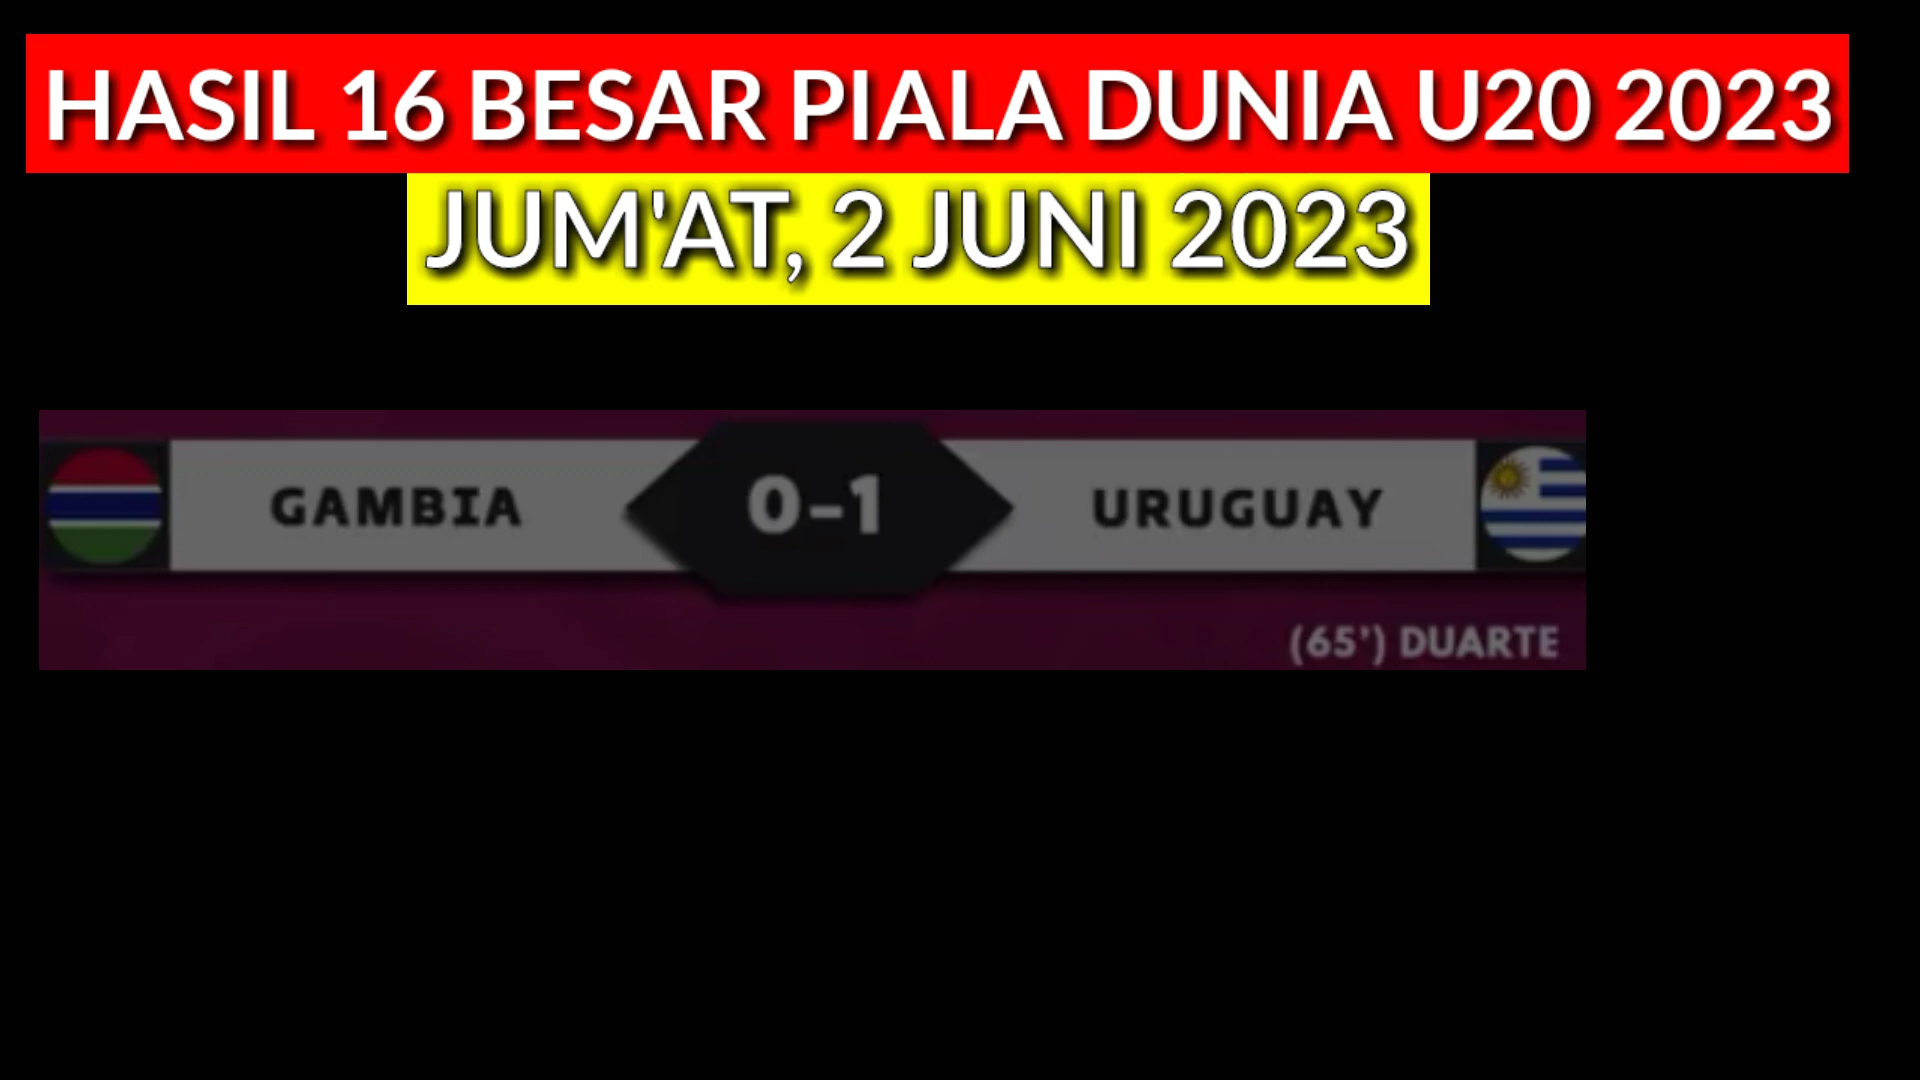 HASIL 16 BESAR PIALA DUNIA U20 2023
JUM'AT, 2 JUNI 2023
GAMBIA 0-1 URUGUAY
(65') DUARTE